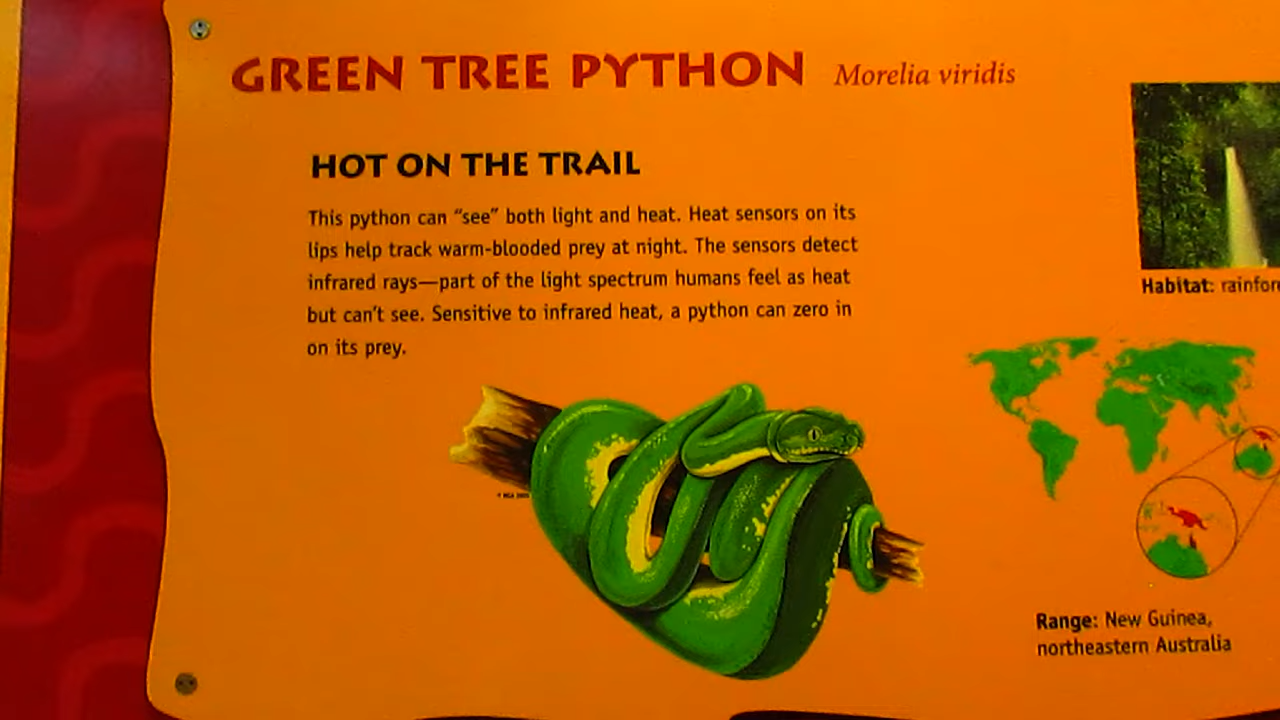 GREEN TREE PYTHON Morelia viridis
HOT ON THE TRAIL
This python can “see” both light and heat. Heat sensors on its
lips help track warm-blooded prey at night. The sensors detect
infrared rays—part of the light spectrum humans feel as heat
but can’t see. Sensitive to infrared heat, a python can zero in
on its prey.
Habitat:
Range: New Guinea,
northeastern Australia